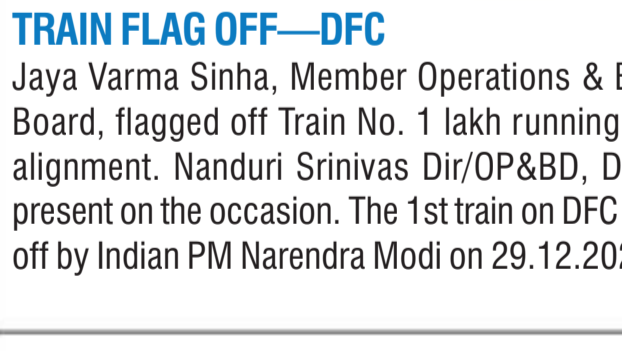 TRAIN FLAG OFF—DFC
Jaya Varma Sinha, Member Operations &
Board, flagged off Train No. 1 lakh running
alignment. Nanduri Srinivas Dir/OP&BD,
present on the occasion. The 1st train on DFC
off by Indian PM Narendra Modi on